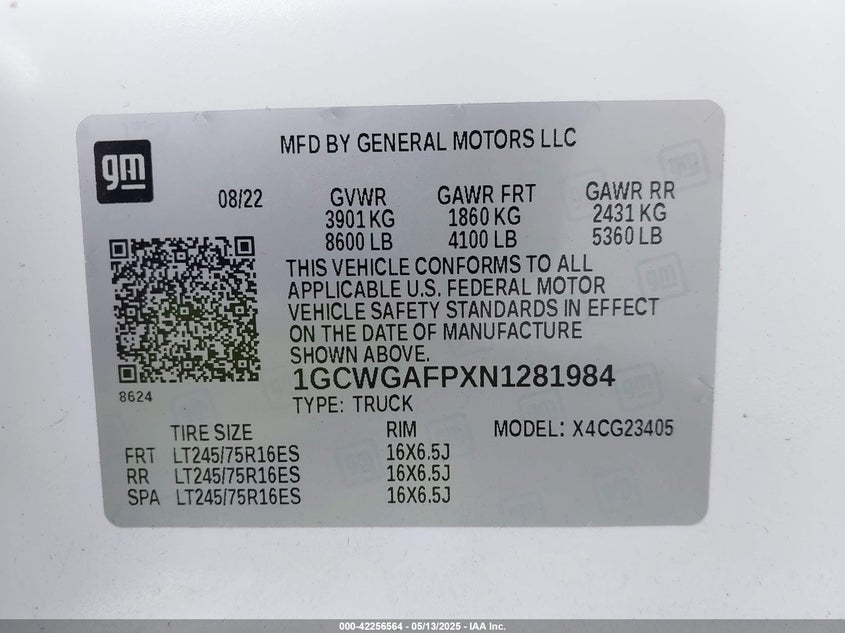 MFD BY GENERAL MOTORS LLC
gm
08/22 GVWR GAWR FRT GAWR RR
3901 KG 1860 KG 2431 KG
8600 LB 4100 LB 5360 LB
THIS VEHICLE CONFORMS TO ALL
APPLICABLE U.S. FEDERAL MOTOR
VEHICLE SAFETY STANDARDS IN EFFECT
ON THE DATE OF MANUFACTURE
SHOWN ABOVE.
1GCWGAFPXN1281984
8624
TYPE: TRUCK
TIRE SIZE RIM MODEL: X4CG23405
FRT LT245/75R16ES 16X6.5J
RR LT245/75R16ES 16X6.5J
SPA LT245/75R16ES 16X6.5J
000-42256564 - 05/13/2025 - IAA Inc.